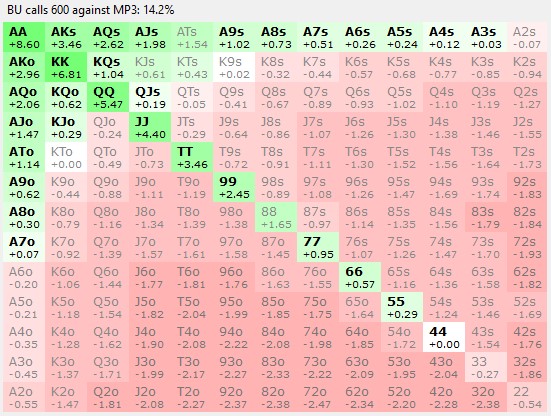 BU calls 600 against MP3: 14.2%
AA AKs AQs AJs ATs A9s A8s A7s A6s A5s A4s A3s A2s
+8.60 +3.46 +2.62 +1.98 +1.54 +1.02 +0.73 +0.51 +0.26 +0.24 +0.12 +0.03 -0.07
AKo KK KQs KJs KTs K9s K8s K7s K6s K5s K4s K3s K2s
+2.96 +6.81 +1.04 +0.61 +0.43 +0.02 -0.32 -0.44 -0.57 -0.68 -0.77 -0.85 -0.94
AQo KQo QQ QJs QTs Q9s Q8s Q7s Q6s Q5s Q4s Q3s Q2s
+2.06 +0.62 +5.47 +0.19 -0.05 -0.41 -0.67 -0.89 -0.93 -1.02 -1.10 -1.19 -1.27
AJo KJo QJo JJ JTs J9s J8s J7s J6s J5s J4s J3s J2s
+1.47 +0.29 -0.24 +4.40 -0.29 -0.64 -0.86 -1.07 -1.26 -1.30 -1.38 -1.46 -1.55
ATo KTo QTo JTo TT T9s T8s T7s T6s T5s T4s T3s T2s
+1.14 +0.00 -0.49 -0.73 +3.46 -0.72 -0.91 -1.11 -1.30 -1.52 -1.56 -1.64 -1.73
A9o K9o Q9o J9o T9o 99 98s 97s 96s 95s 94s 93s 92s
+0.62 -0.44 -0.88 -1.11 -1.19 +2.45 -0.89 -1.08 -1.26 -1.47 -1.69 -1.74 -1.83
A8o K8o Q8o J8o T8o 98o 88 87s 86s 85s 84s 83s 82s
+0.30 -0.79 -1.16 -1.34 -1.39 -1.38 +1.65 -0.97 -1.14 -1.35 -1.56 -1.79 -1.84
A7o K7o Q7o J7o T7o 97o 87o 77 76s 75s 74s 73s 72s
+0.07 -0.92 -1.39 -1.57 -1.61 -1.58 -1.45 +0.95 -1.07 -1.26 -1.47 -1.70 -1.93
A6o K6o Q6o J6o T6o 96o 86o 76o 66 65s 64s 63s 62s
-0.20 -1.06 -1.44 -1.77 -1.81 -1.76 -1.63 -1.55 +0.57 -1.16 -1.36 -1.58 -1.82
A5o K5o Q5o J5o T5o 95o 85o 75o 65o 55 54s 53s 52s
-0.21 -1.18 -1.54 -1.82 -2.04 -1.99 -1.85 -1.75 -1.64 +0.29 -1.24 -1.46 -1.69
A4o K4o Q4o J4o T4o 94o 84o 74o 64o 54o 44 43s 42s
-0.35 -1.28 -1.62 -1.90 -2.08 -2.22 -2.08 -1.98 -1.85 -1.72 +0.00 -1.54 -1.76
A3o K3o Q3o J3o T3o 93o 83o 73o 63o 53o 43o 33 32s
-0.45 -1.37 -1.71 -1.99 -2.17 -2.27 -2.33 -2.22 -2.09 -1.95 -2.04 -0.27 -1.86
A2o K2o Q2o J2o T2o 92o 82o 72o 62o 52o 42o 32o 22
-0.55 -1.47 -1.81 -2.08 -2.27 -2.37 -2.38 -2.47 -2.34 -2.20 -2.28 -2.38 -0.54